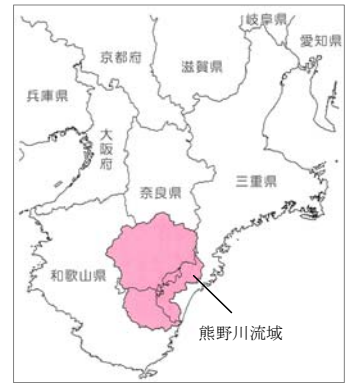 岐阜県
愛知県
京都府
滋賀県
兵庫県
大阪府
奈良県
三重県
和歌山県
熊野川流域